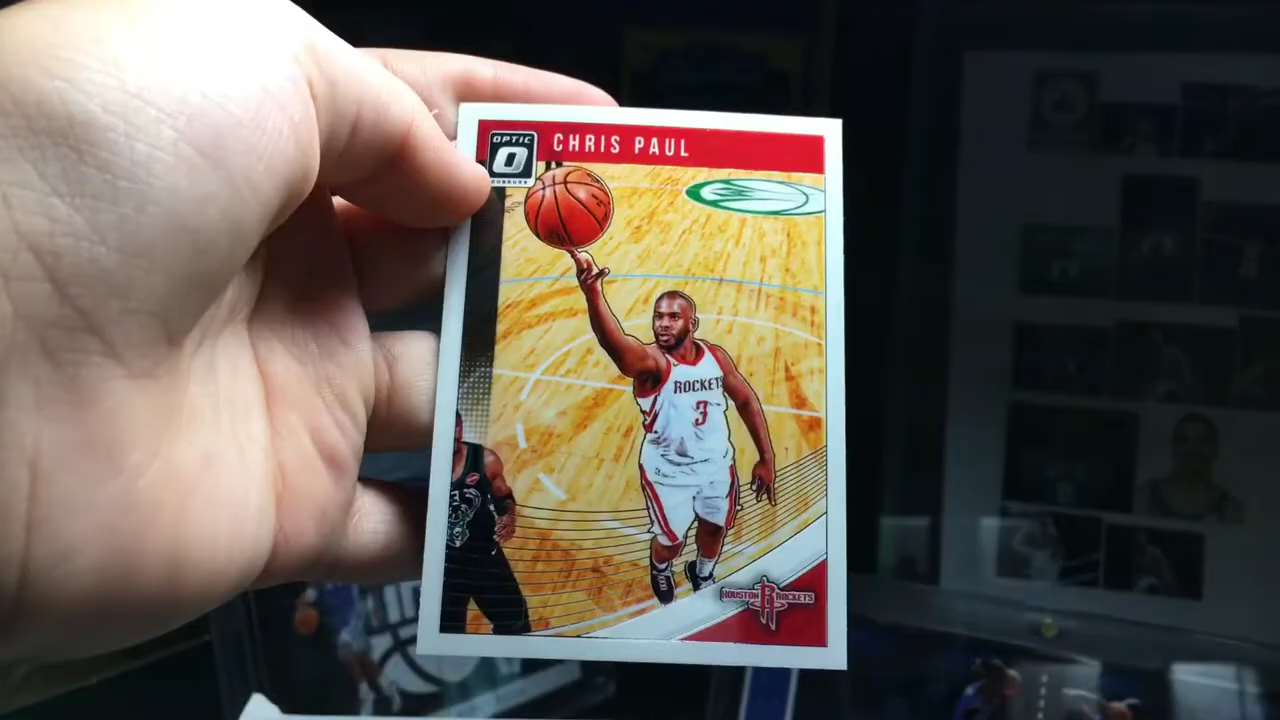 OPTIC
DONRUSS
CHRIS PAUL
ROCKETS
3
HOUSTON ROCKETS